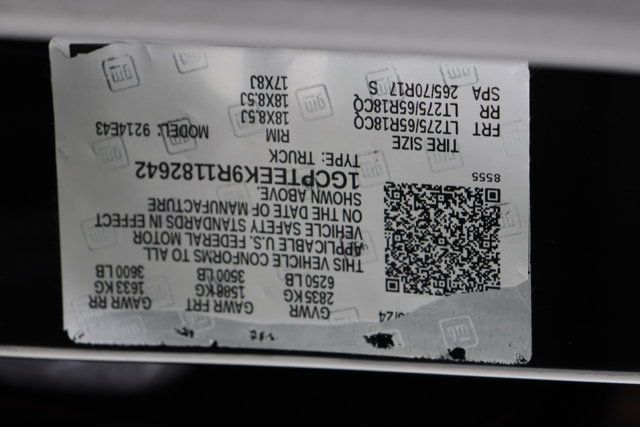 /24
GVWR GAWR FRT GAWR RR
2835 KG 1588 KG 1633 KG
6250 LB 3500 LB 3600 LB
THIS VEHICLE CONFORMS TO ALL
APPLICABLE U.S. FEDERAL MOTOR
VEHICLE SAFETY STANDARDS IN EFFECT
ON THE DATE OF MANUFACTURE
SHOWN ABOVE.
1GCPTEEK9R1182642
8555 TYPE: TRUCK
TIRE SIZE RIM MODEL: 9214E43
FRT LT275/65R18CQ 18X8.5J
RR LT275/65R18CQ 18X8.5J
SPA 265/70R17 S 17X8J
gm